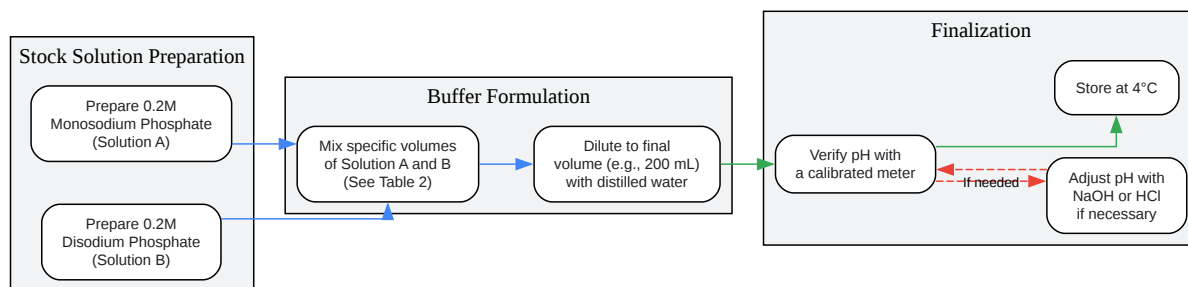 Stock Solution Preparation
Prepare 0.2M
Monosodium Phosphate
(Solution A)
Prepare 0.2M
Disodium Phosphate
(Solution B)
Buffer Formulation
Mix specific volumes
of Solution A and B
(See Table 2)
Dilute to final
volume (e.g., 200 mL)
with distilled water
Finalization
Store at 4°C
Verify pH with
a calibrated meter
If needed
Adjust pH with
NaOH or HCl
if necessary